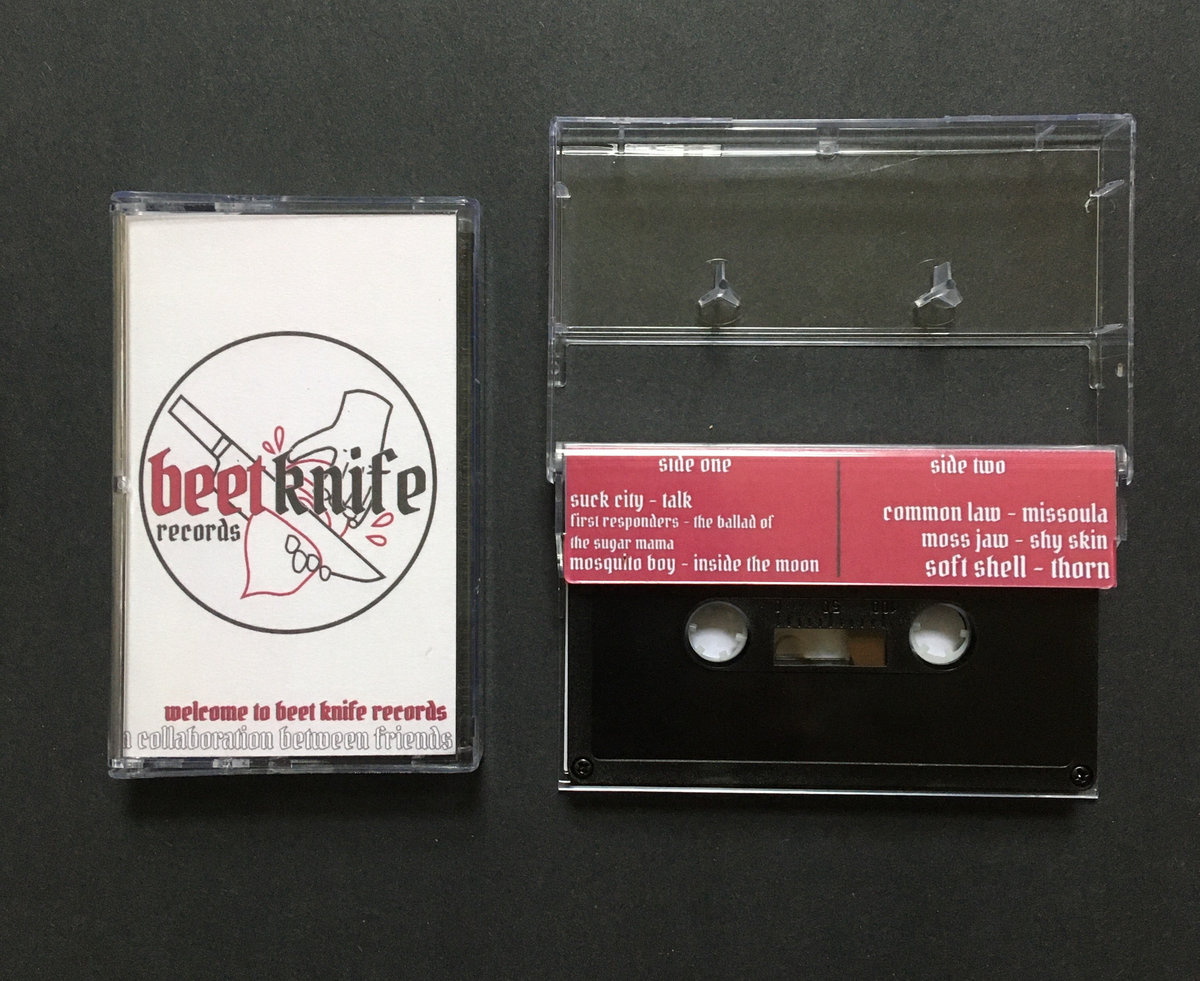 beetknife
records
welcome to beet knife records
collaboration between friends
side one
suck city - talk
first responders - the ballad of
the sugar mama
mosquito boy - inside the moon
side two
common law - missoula
moss jaw - shy skin
soft shell - thorn